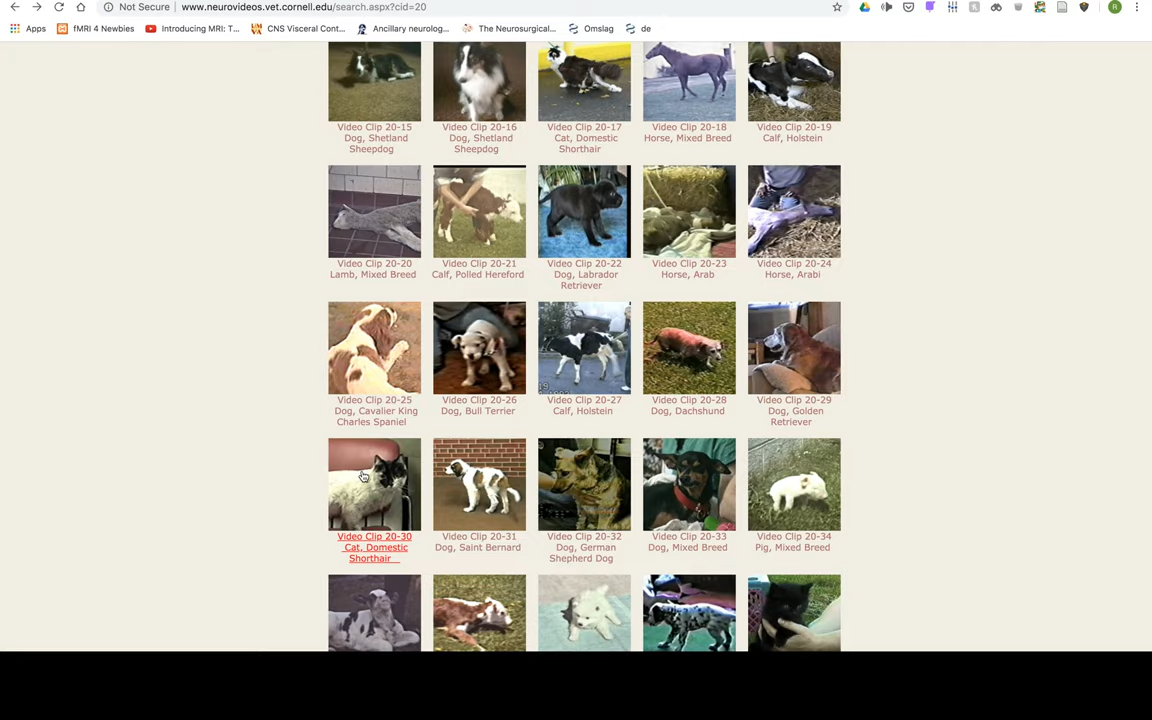 Not Secure | www.neurovideos.vet.cornell.edu/search.aspx?cid=20
Apps fMRI 4 Newbies Introducing MRI: T... CNS Visceral Cont... Ancillary neurolog... The Neurosurgical... Omslag de
R
Video Clip 20-15
Dog, Shetland
Sheepdog
Video Clip 20-16
Dog, Shetland
Sheepdog
Video Clip 20-17
Cat, Domestic
Shorthair
Video Clip 20-18
Horse, Mixed Breed
Video Clip 20-19
Calf, Holstein
Video Clip 20-20
Lamb, Mixed Breed
Video Clip 20-21
Calf, Polled Hereford
Video Clip 20-22
Dog, Labrador
Retriever
Video Clip 20-23
Horse, Arab
Video Clip 20-24
Horse, Arabi
Video Clip 20-25
Dog, Cavalier King
Charles Spaniel
Video Clip 20-26
Dog, Bull Terrier
Video Clip 20-27
Calf, Holstein
Video Clip 20-28
Dog, Dachshund
Video Clip 20-29
Dog, Golden
Retriever
Video Clip 20-30
Cat, Domestic
Shorthair
Video Clip 20-31
Dog, Saint Bernard
Video Clip 20-32
Dog, German
Shepherd Dog
Video Clip 20-33
Dog, Mixed Breed
Video Clip 20-34
Pig, Mixed Breed